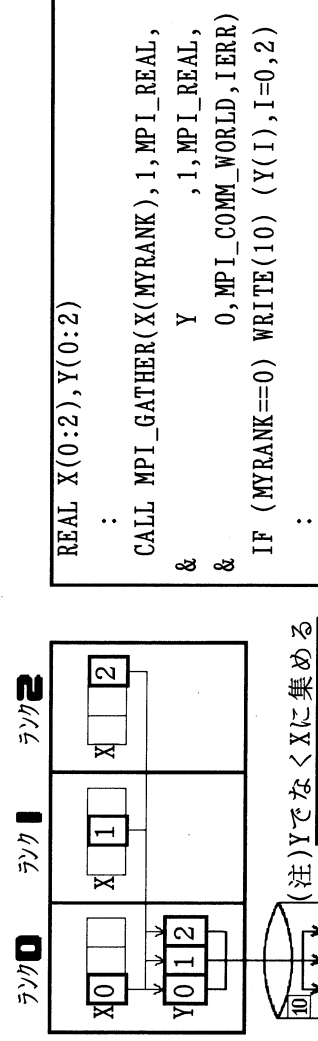 ランク0 ランク1 ランク2
X 0
X 1
X 2
Y 0 1 2
10
(注)YでなくXに集める
REAL X(0:2),Y(0:2)
:
CALL MPI_GATHER(X(MYRANK),1,MPI_REAL,
& Y ,1,MPI_REAL,
& 0,MPI_COMM_WORLD,IERR)
IF (MYRANK==0) WRITE(10) (Y(I),I=0,2)
: